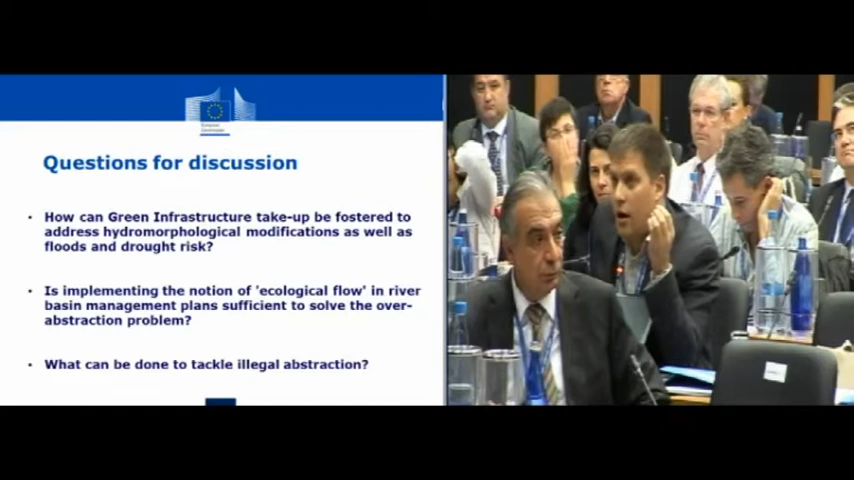 European
Commission
Questions for discussion
• How can Green Infrastructure take-up be fostered to
address hydromorphological modifications as well as
floods and drought risk?
• Is implementing the notion of 'ecological flow' in river
basin management plans sufficient to solve the over-
abstraction problem?
• What can be done to tackle illegal abstraction?